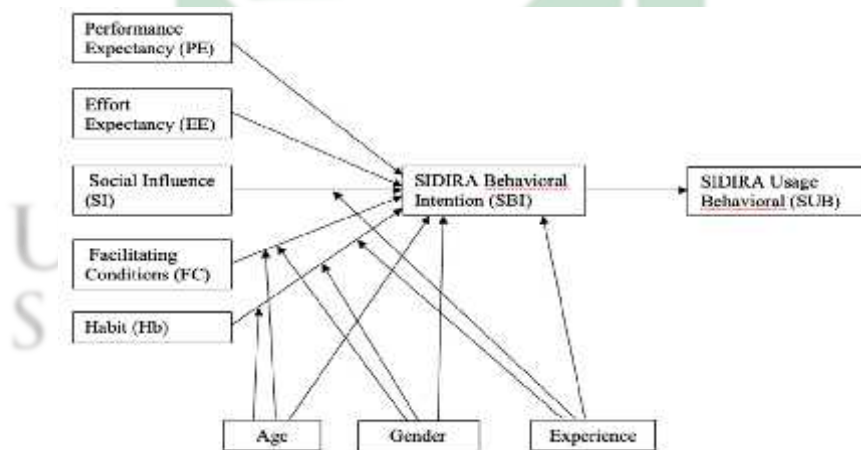 Performance
Expectancy (PE)
Effort
Expectancy (EE)
Social Influence
(SI)
SIDIRA Behavioral
Intention (SBI)
SIDIRA Usage
Behavioral (SUB)
Facilitating
Conditions (FC)
Habit (Hb)
U
S
Age
Gender
Experience